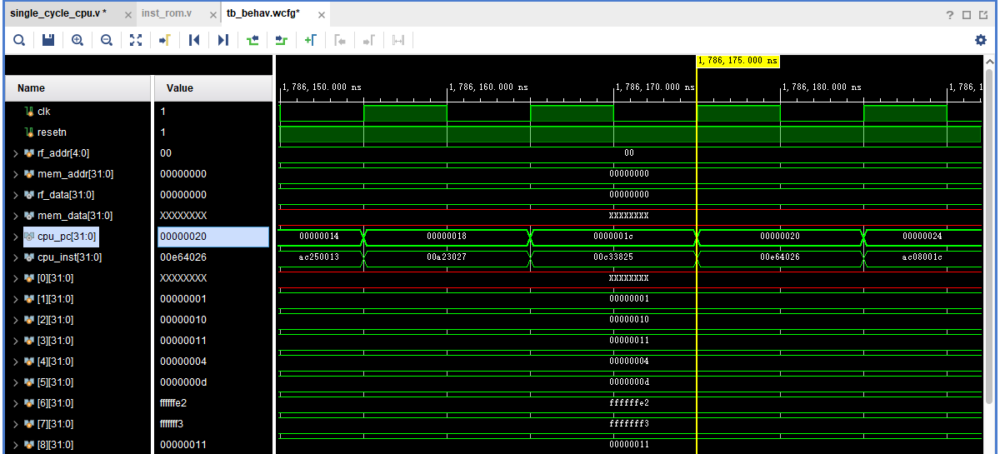 single_cycle_cpu.v * × inst_rom.v × tb_behav.wcfg* × ?
1,786,175.000 ns
Name Value 1,786,150.000 ns 1,786,160.000 ns 1,786,170.000 ns 1,786,180.000 ns 1,786,1
clk 1
resetn 1
rf_addr[4:0] 00 00
mem_addr[31:0] 00000000 00000000
rf_data[31:0] 00000000 00000000
mem_data[31:0] XXXXXXXX XXXXXXXX
cpu_pc[31:0] 00000020 00000014 00000018 0000001c 00000020 00000024
cpu_inst[31:0] 00e64026 ac250013 00a23027 00c33825 00e64026 ac08001c
[0][31:0] XXXXXXXX XXXXXXXX
[1][31:0] 00000001 00000001
[2][31:0] 00000010 00000010
[3][31:0] 00000011 00000011
[4][31:0] 00000004 00000004
[5][31:0] 0000000d 0000000d
[6][31:0] ffffffe2 ffffffe2
[7][31:0] fffffff3 fffffff3
[8][31:0] 00000011 00000011